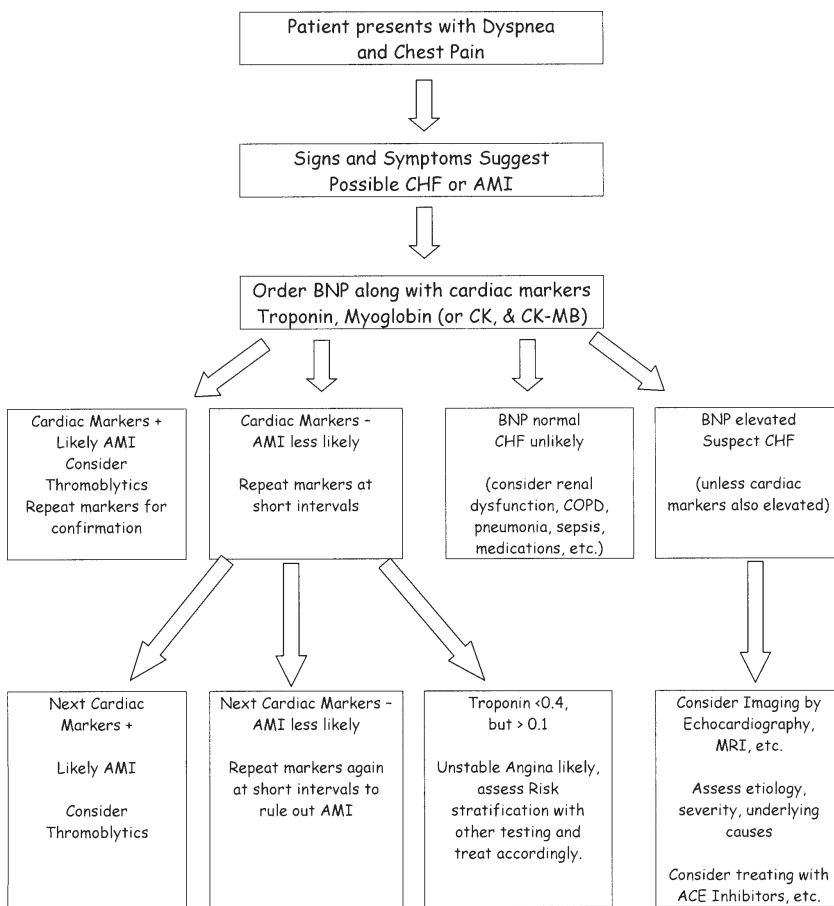 Patient presents with Dyspnea
and Chest Pain
Signs and Symptoms Suggest
Possible CHF or AMI
Order BNP along with cardiac markers
Troponin, Myoglobin (or CK, & CK-MB)
Cardiac Markers +
Likely AMI
Consider
Thromoblytics
Repeat markers for
confirmation
Cardiac Markers –
AMI less likely
Repeat markers at
short intervals
BNP normal
CHF unlikely
(consider renal
dysfunction, COPD,
pneumonia, sepsis,
medications, etc.)
BNP elevated
Suspect CHF
(unless cardiac
markers also elevated)
Next Cardiac
Markers +
Likely AMI
Consider
Thromoblytics
Next Cardiac Markers –
AMI less likely
Repeat markers again
at short intervals to
rule out AMI
Troponin <0.4,
but > 0.1
Unstable Angina likely,
assess Risk
stratification with
other testing and
treat accordingly.
Consider Imaging by
Echocardiography,
MRI, etc.
Assess etiology,
severity, underlying
causes
Consider treating with
ACE Inhibitors, etc.